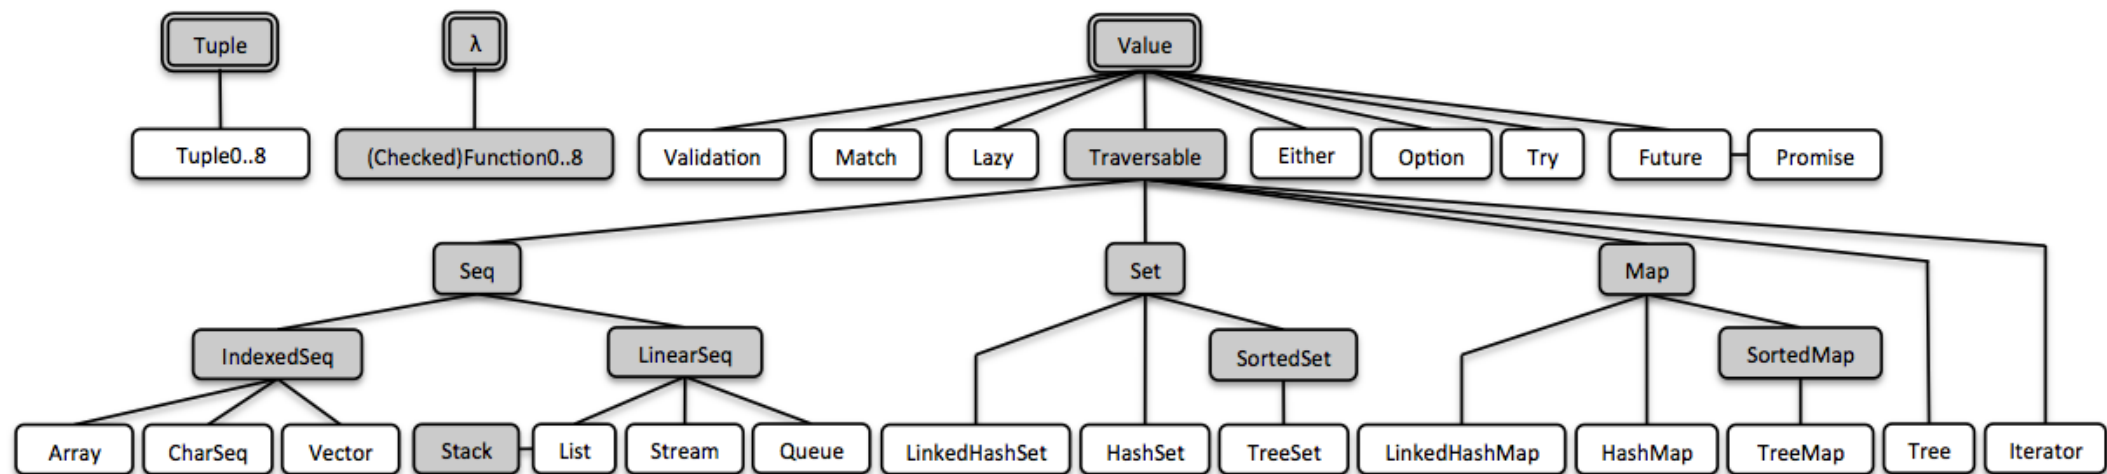 Tuple
λ
Value
Tuple0..8
(Checked)Function0..8
Validation
Match
Lazy
Traversable
Either
Option
Try
Future
Promise
Seq
Set
Map
IndexedSeq
LinearSeq
SortedSet
SortedMap
Array
CharSeq
Vector
Stack
List
Stream
Queue
LinkedHashSet
HashSet
TreeSet
LinkedHashMap
HashMap
TreeMap
Tree
Iterator